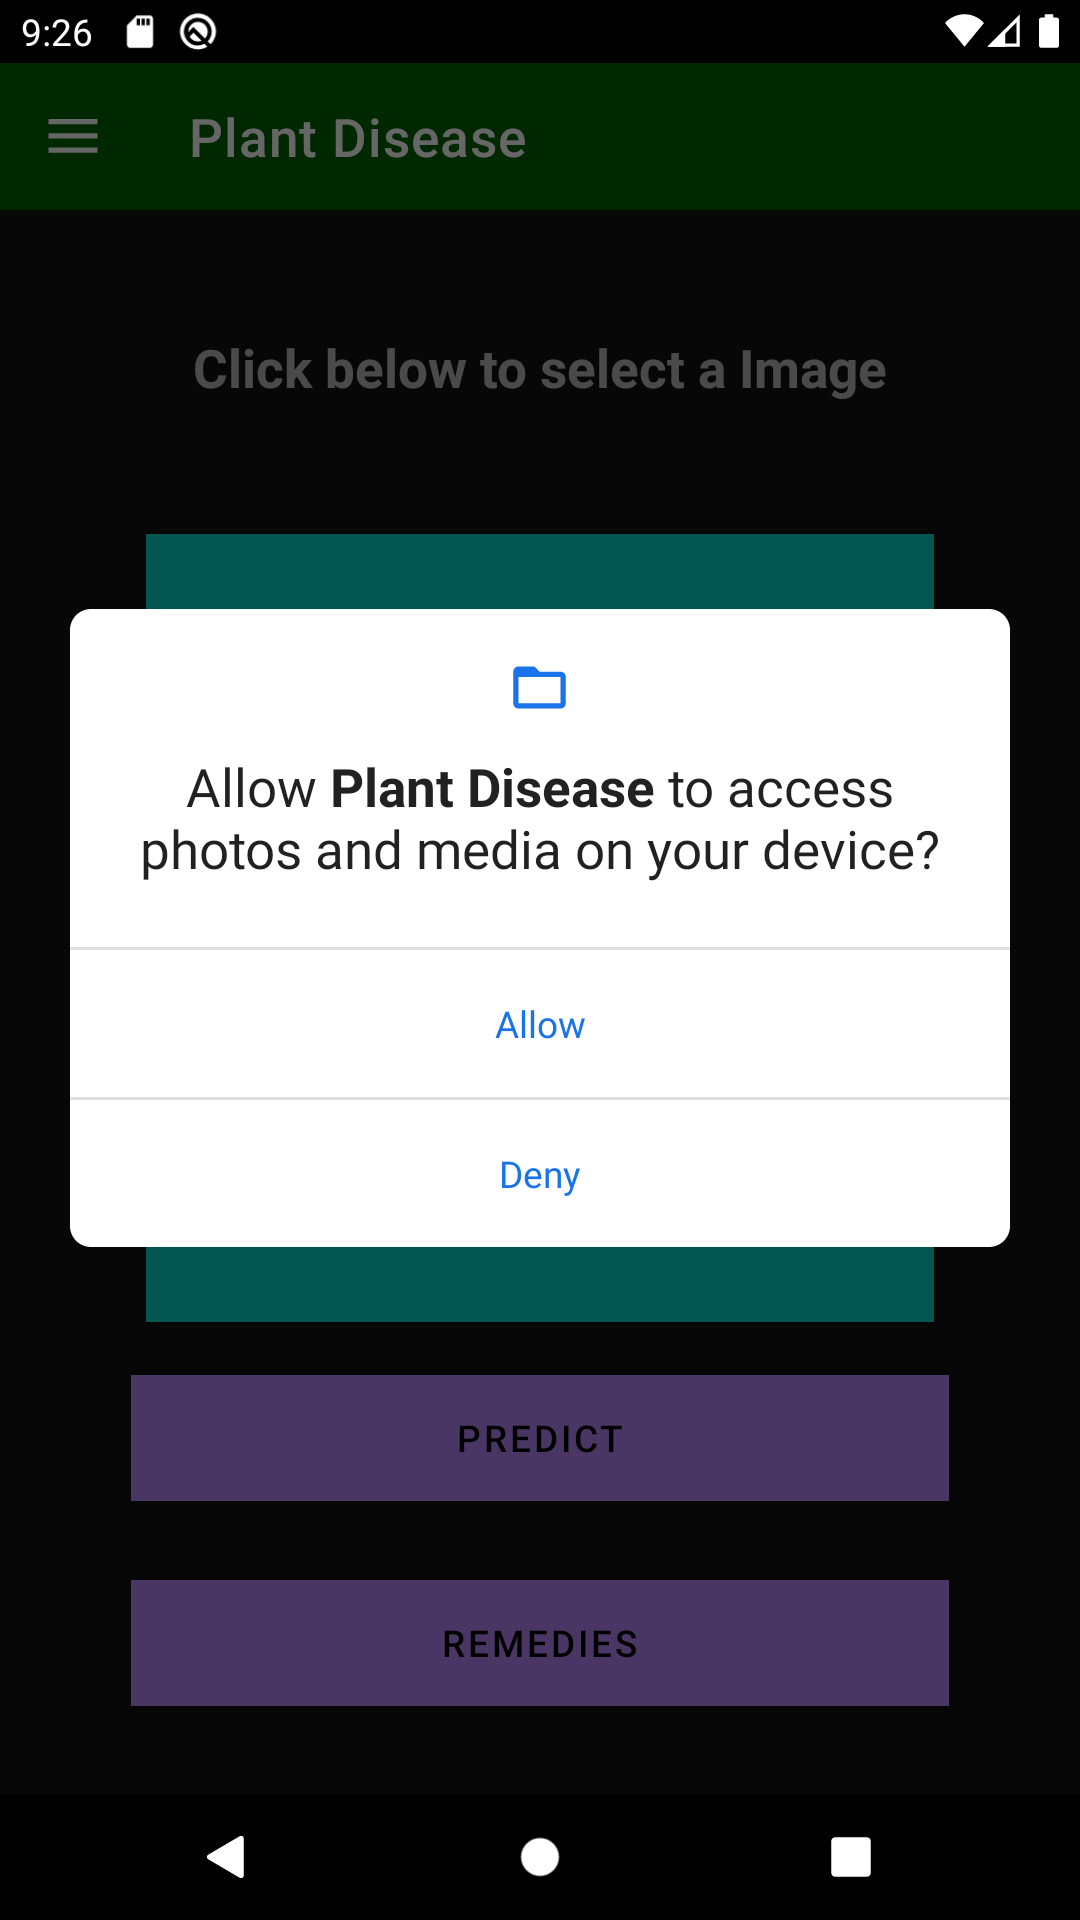 9:26
Plant Disease
Click below to select a Image
Allow Plant Disease to access
photos and media on your device?
Allow
Deny
PREDICT
REMEDIES